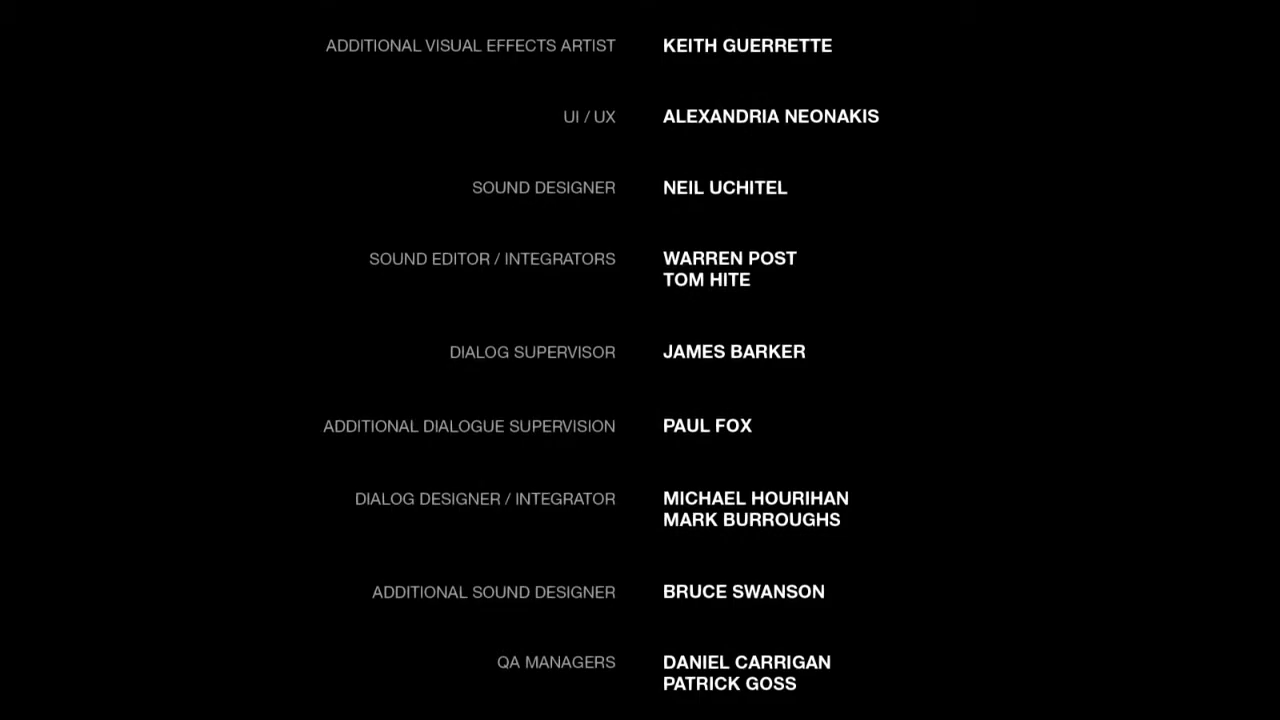 ADDITIONAL VISUAL EFFECTS ARTIST KEITH GUERRETTE
UI / UX ALEXANDRIA NEONAKIS
SOUND DESIGNER NEIL UCHITEL
SOUND EDITOR / INTEGRATORS WARREN POST
TOM HITE
DIALOG SUPERVISOR JAMES BARKER
ADDITIONAL DIALOGUE SUPERVISION PAUL FOX
DIALOG DESIGNER / INTEGRATOR MICHAEL HOURIHAN
MARK BURROUGHS
ADDITIONAL SOUND DESIGNER BRUCE SWANSON
QA MANAGERS DANIEL CARRIGAN
PATRICK GOSS